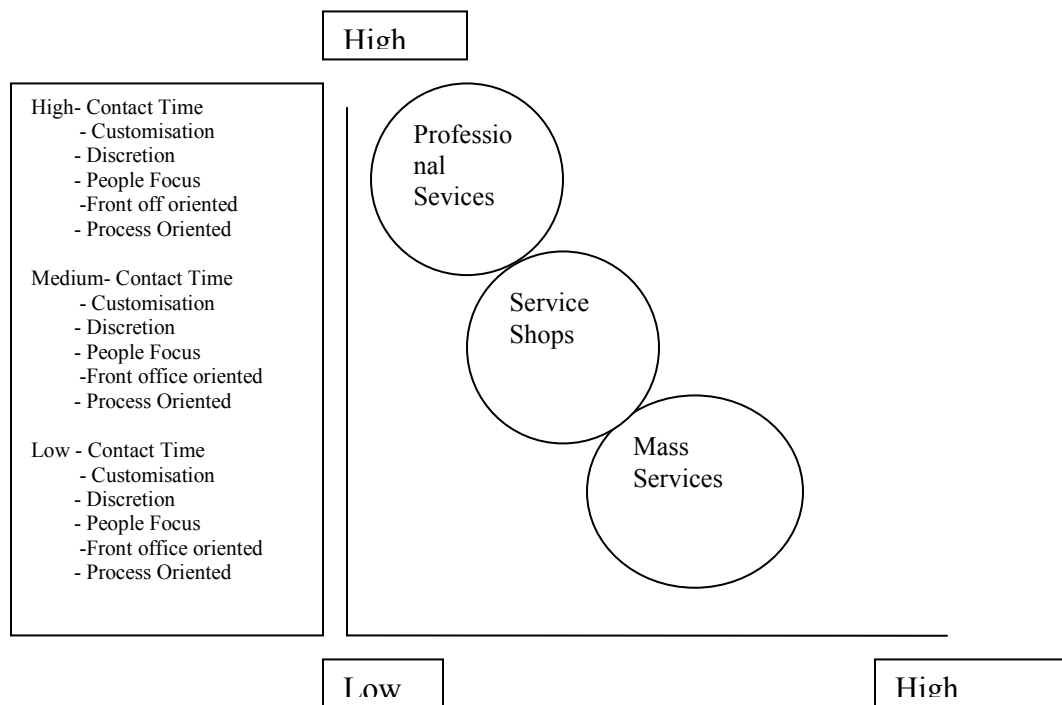 High
High- Contact Time
- Customisation
- Discretion
- People Focus
-Front off oriented
- Process Oriented
Medium- Contact Time
- Customisation
- Discretion
- People Focus
-Front office oriented
- Process Oriented
Low - Contact Time
- Customisation
- Discretion
- People Focus
-Front office oriented
- Process Oriented
Professio
nal
Sevices
Service
Shops
Mass
Services
Low
High